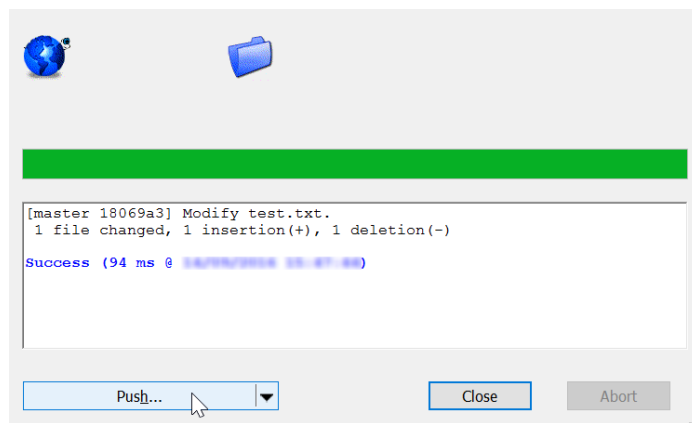 [master 18069a3] Modify test.txt.
1 file changed, 1 insertion(+), 1 deletion(-)
Success (94 ms @ )
Push...
Close
Abort